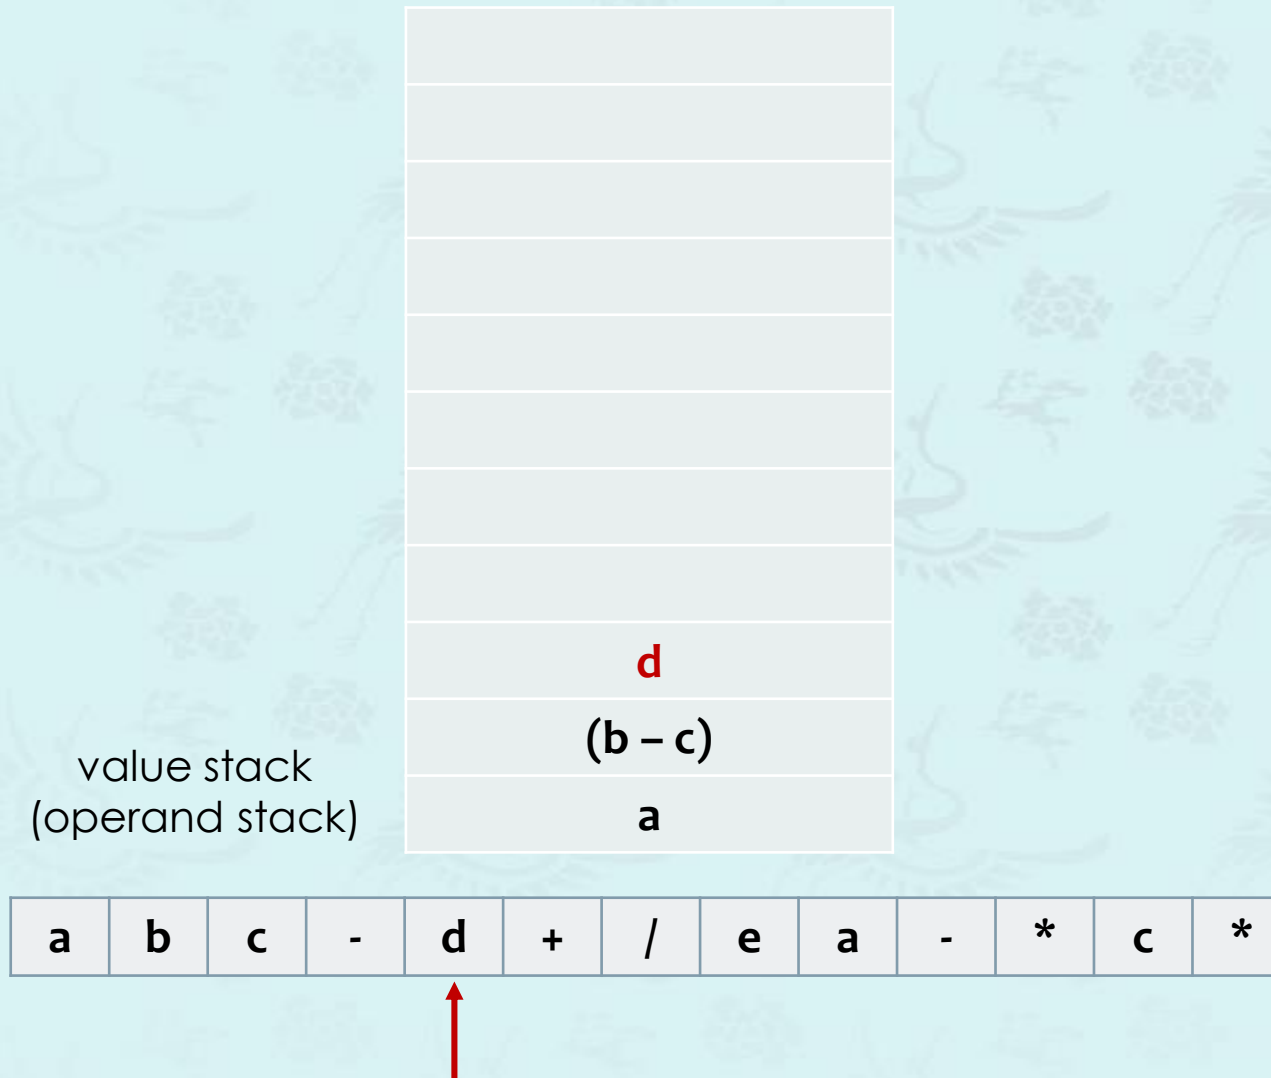 d
(b – c)
value stack
(operand stack)
a
a b c - d + / e a - * c *